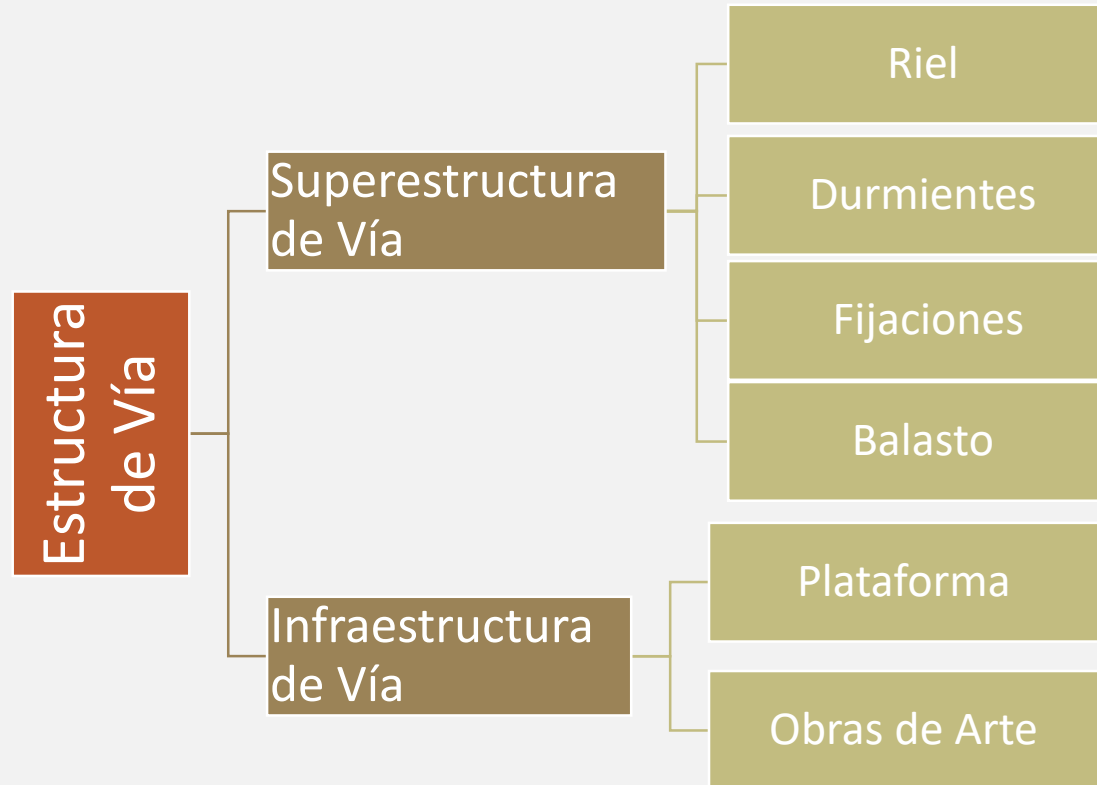 Estructura
de Vía
Superestructura
de Vía
Riel
Durmientes
Fijaciones
Balasto
Infraestructura
de Vía
Plataforma
Obras de Arte